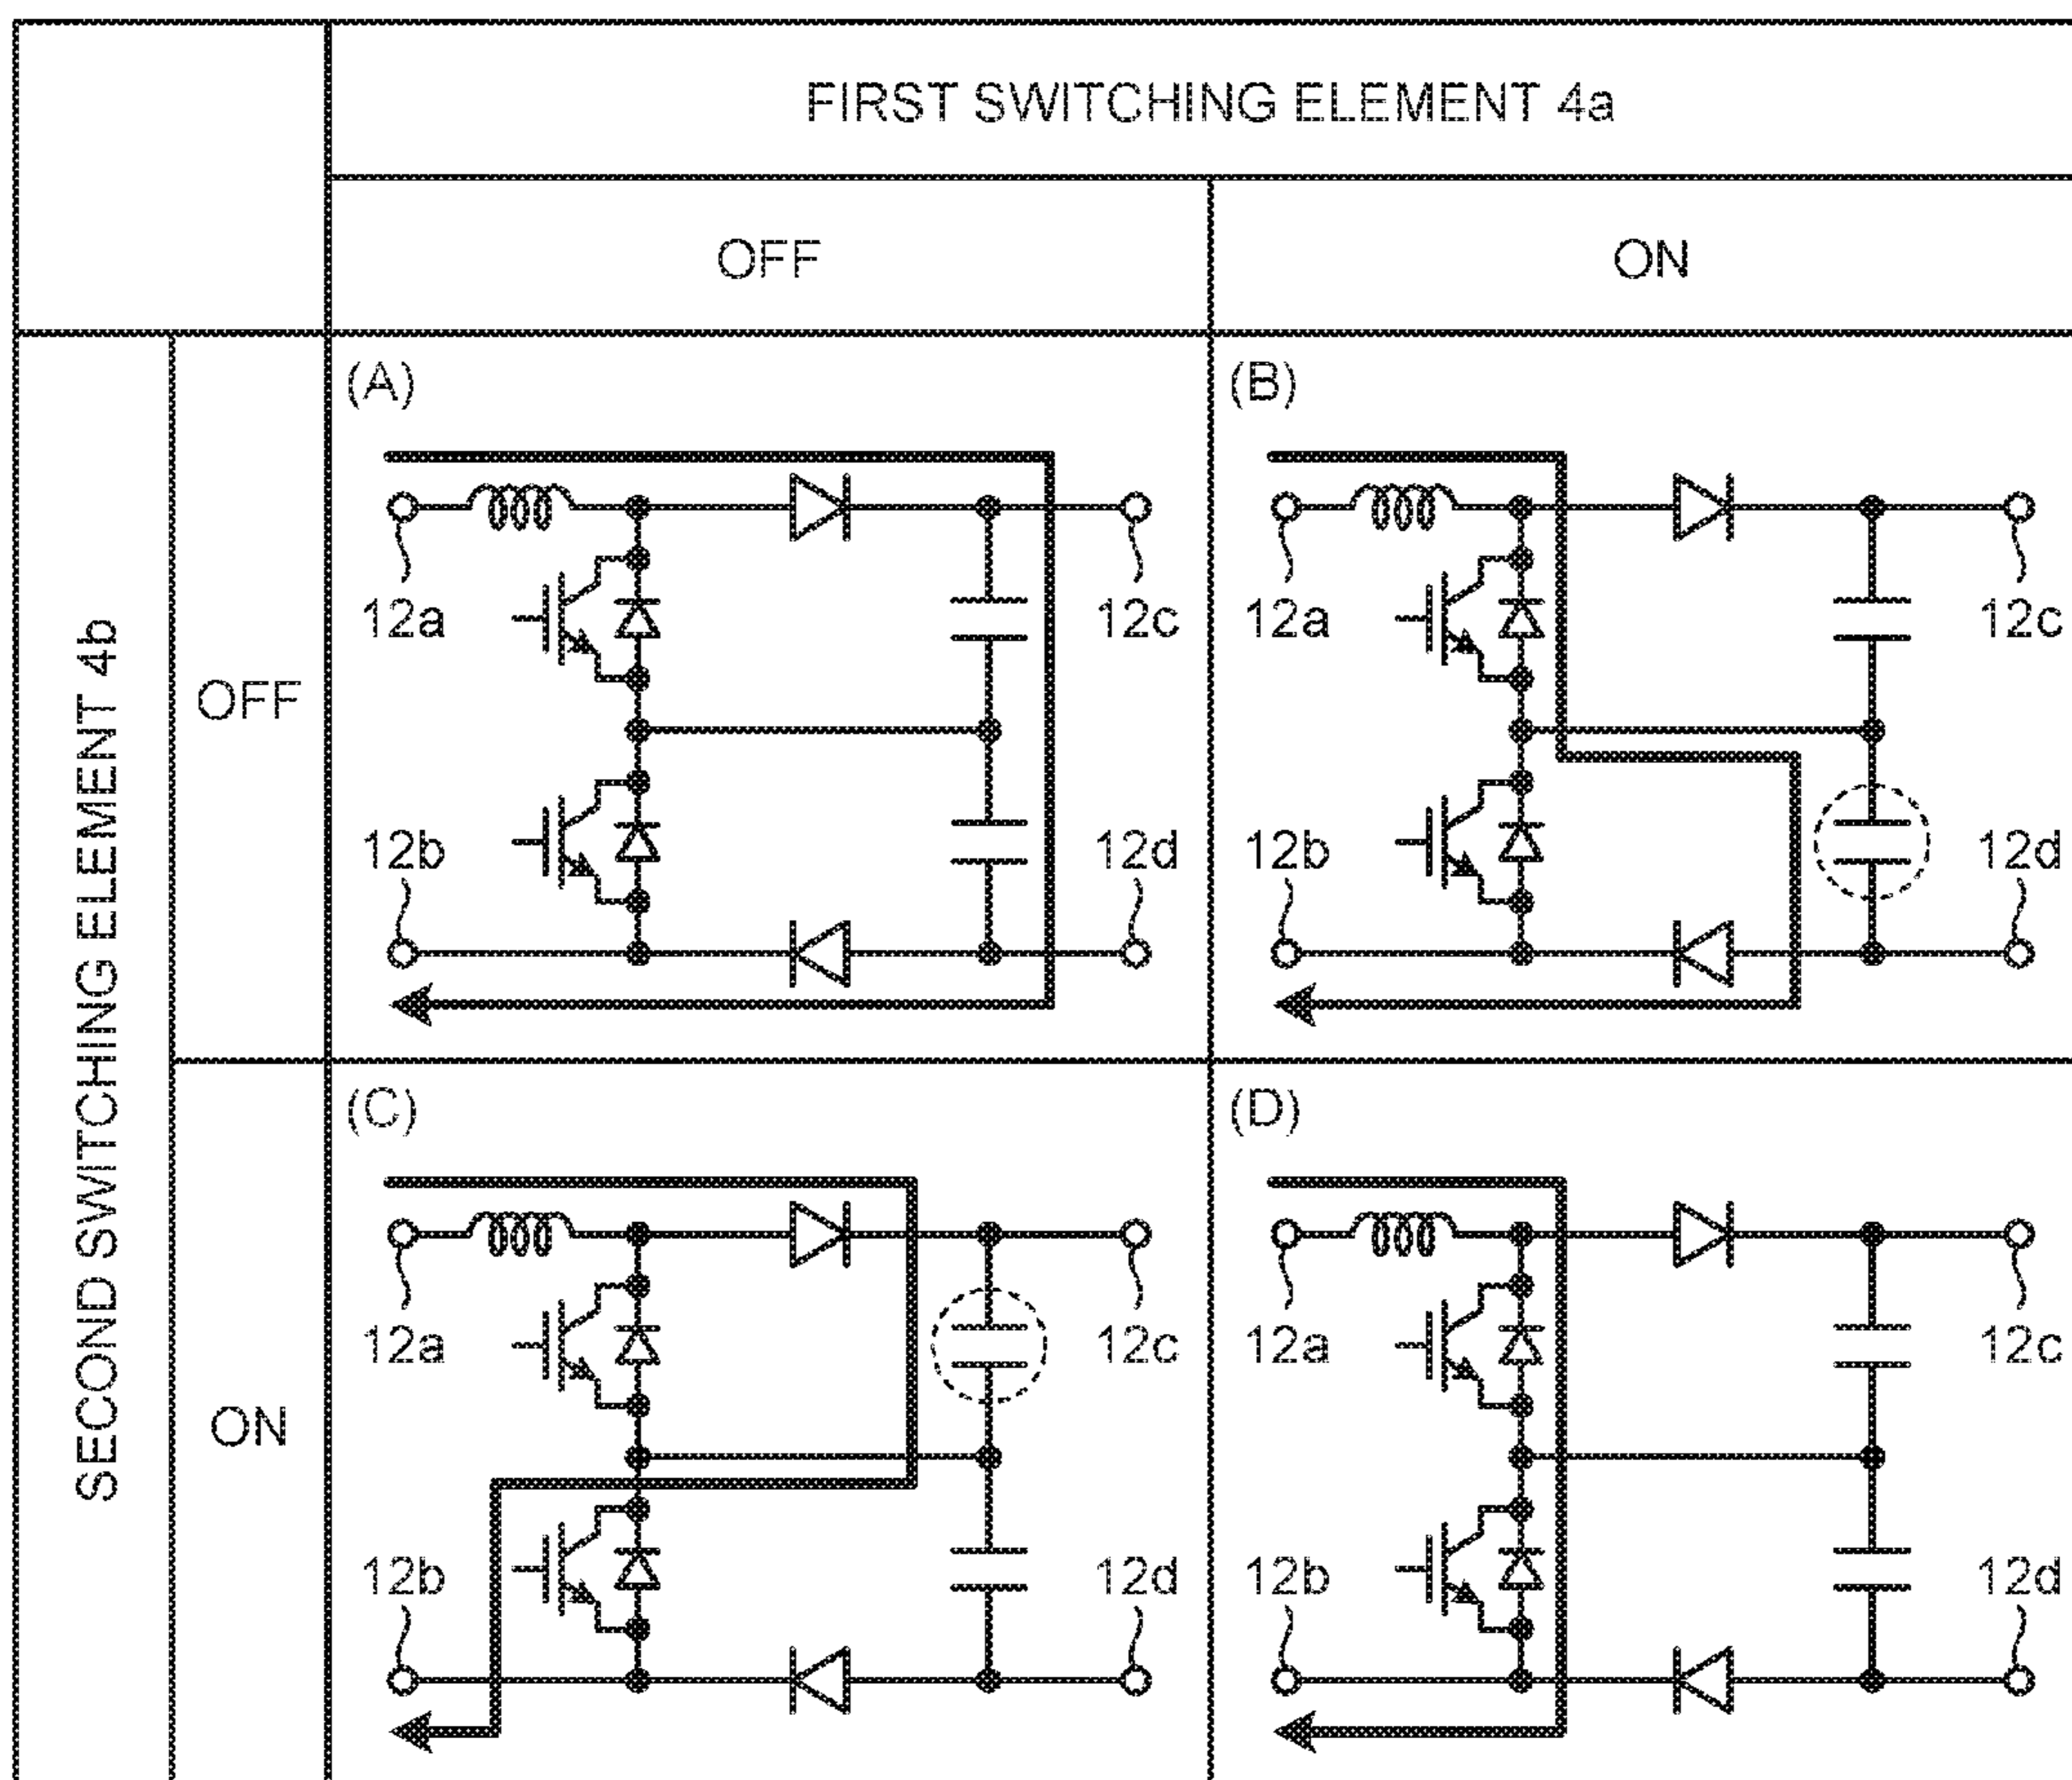 FIRST SWITCHING ELEMENT 4a
OFF
ON
SECOND SWITCHING ELEMENT 4b
OFF
(A)
12a
12c
12b
12d
(B)
12a
12c
12b
12d
ON
(C)
12a
12c
12b
12d
(D)
12a
12c
12b
12d